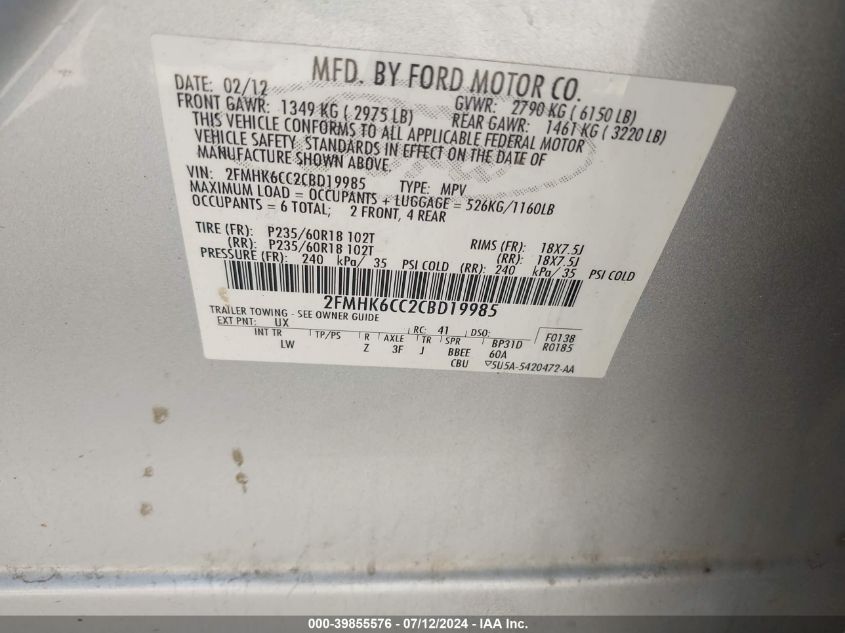 MFD. BY FORD MOTOR CO.
DATE: 02/12 GVWR: 2790 KG ( 6150 LB)
FRONT GAWR: 1349 KG ( 2975 LB) REAR GAWR: 1461 KG ( 3220 LB)
THIS VEHICLE CONFORMS TO ALL APPLICABLE FEDERAL MOTOR
VEHICLE SAFETY STANDARDS IN EFFECT ON THE DATE OF
MANUFACTURE SHOWN ABOVE.
VIN: 2FMHK6CC2CBD19985 TYPE: MPV
MAXIMUM LOAD = OCCUPANTS + LUGGAGE = 526KG/1160LB
OCCUPANTS = 6 TOTAL; 2 FRONT, 4 REAR
TIRE (FR): P235/60R18 102T RIMS (FR): 18X7.5J
(RR): P235/60R18 102T (RR): 18X7.5J
PRESSURE (FR): 240 kPa/ 35 PSI COLD (RR): 240 kPa/ 35 PSI COLD
2FMHK6CC2CBD19985
TRAILER TOWING - SEE OWNER GUIDE
EXT PNT: UX RC: 41 DSO: F0138
INT TR TP/PS R AXLE TR SPR BP31D R0185
LW Z 3F J BBEE 60A
CBU 5U5A-5420472-AA
000-39855576 - 07/12/2024 - IAA Inc.